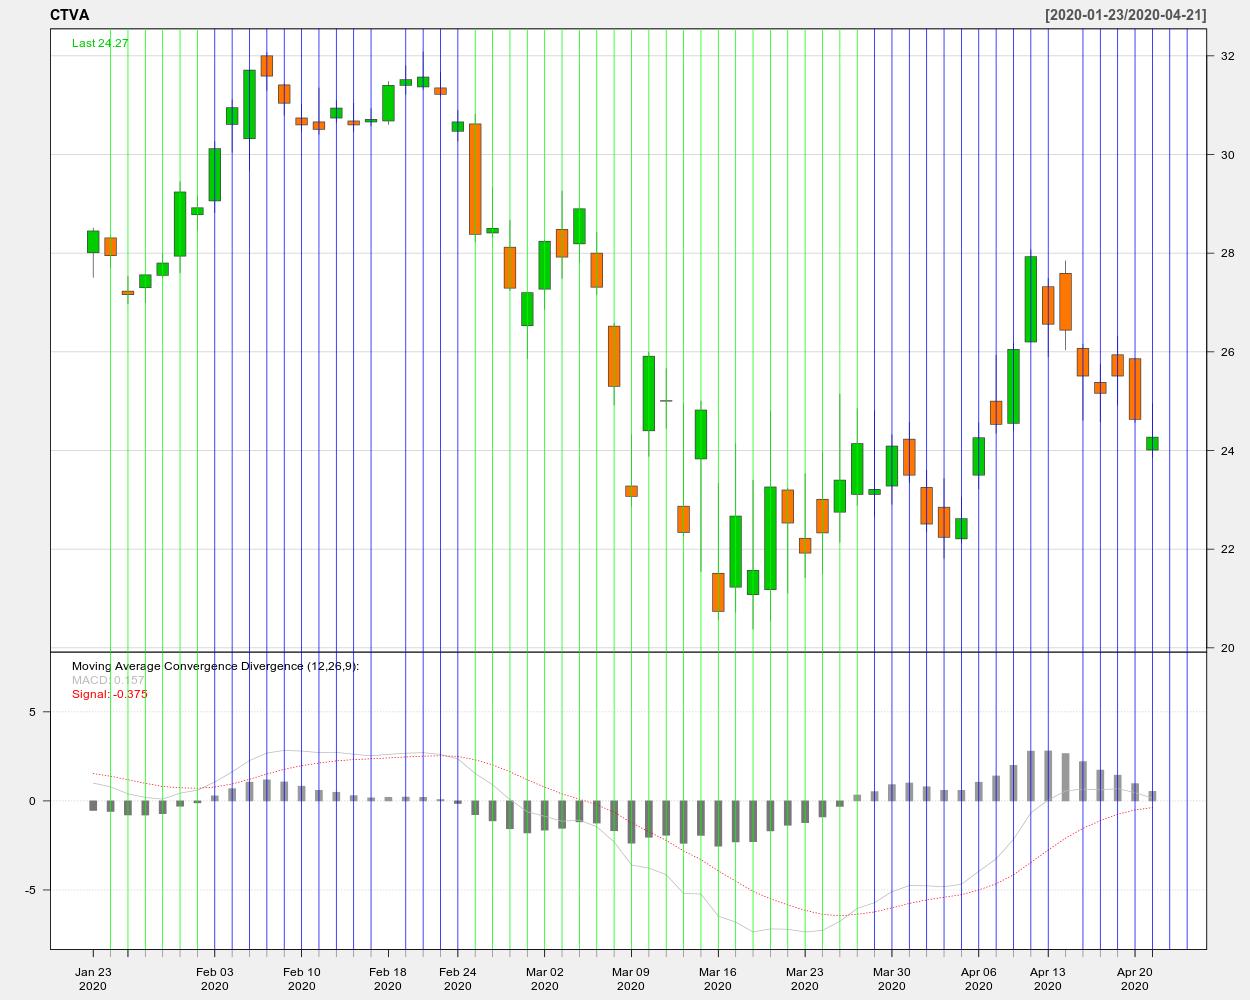 CTVA [2020-01-23/2020-04-21]
Last 24.27
32
30
28
26
24
22
20
Moving Average Convergence Divergence (12,26,9):
MACD: 0.157
Signal: -0.375
5
0
-5
Jan 23 Feb 03 Feb 10 Feb 18 Feb 24 Mar 02 Mar 09 Mar 16 Mar 23 Mar 30 Apr 06 Apr 13 Apr 20
2020 2020 2020 2020 2020 2020 2020 2020 2020 2020 2020 2020 2020